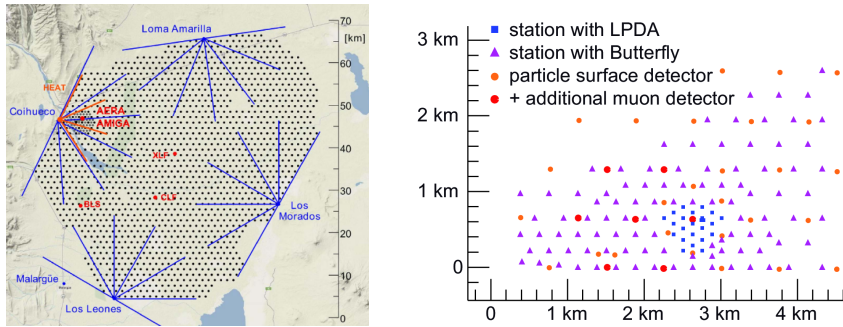 Loma Amarilla
70
[km]
60
HEAT
50
Coihueco
AERA
AMIGA
40
XLF
30
BLS
CLF
Los
Morados
20
10
Malargüe
Los Leones
0
station with LPDA
station with Butterfly
particle surface detector
+ additional muon detector
3 km
2 km
1 km
0
0
1 km
2 km
3 km
4 km